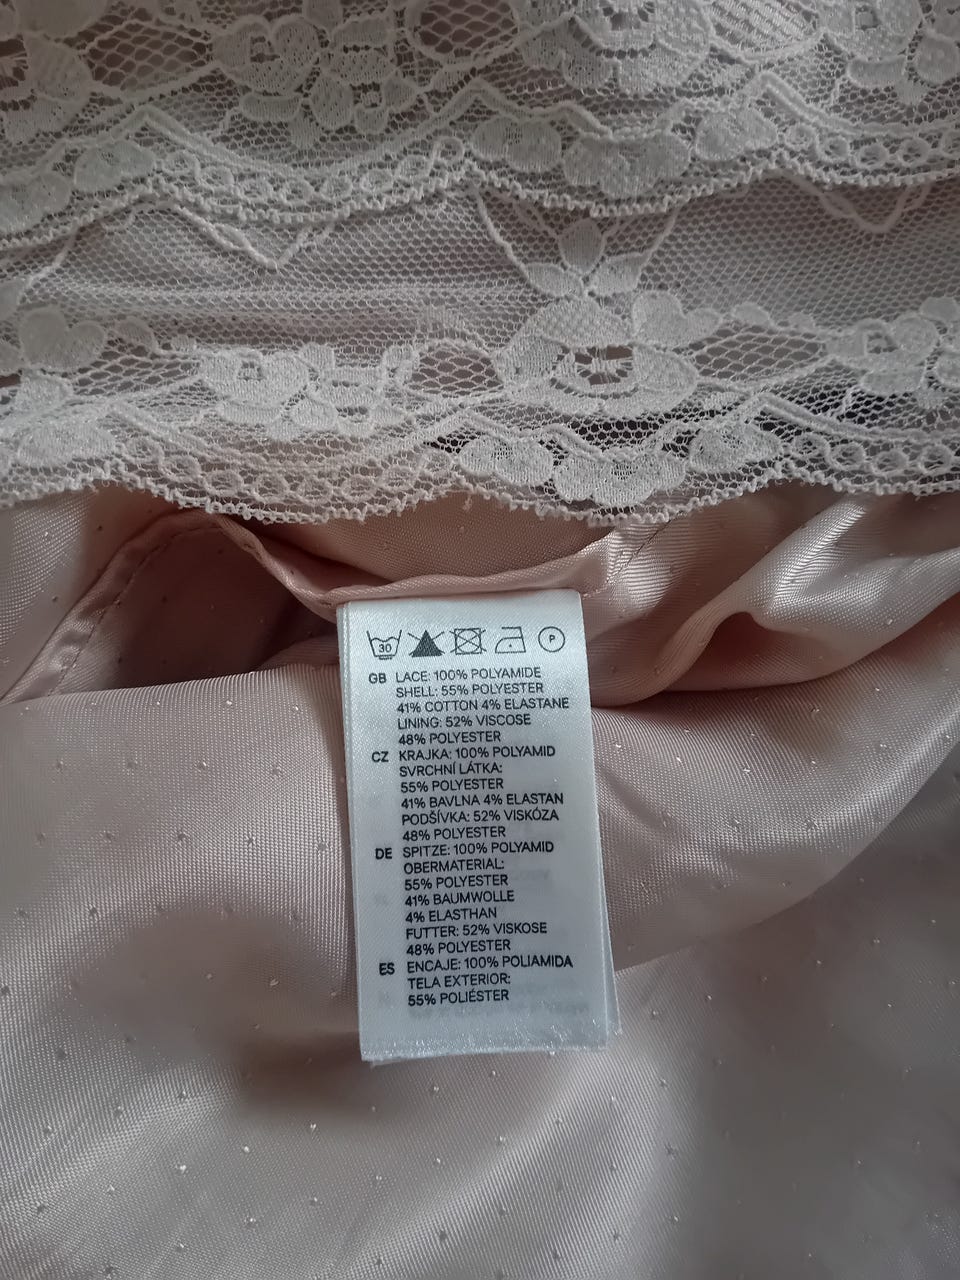 30 P
GB LACE: 100% POLYAMIDE
SHELL: 55% POLYESTER
41% COTTON 4% ELASTANE
LINING: 52% VISCOSE
48% POLYESTER
CZ KRAJKA: 100% POLYAMID
SVRCHNÍ LÁTKA:
55% POLYESTER
41% BAVLNA 4% ELASTAN
PODŠÍVKA: 52% VISKÓZA
48% POLYESTER
DE SPITZE: 100% POLYAMID
OBERMATERIAL:
55% POLYESTER
41% BAUMWOLLE
4% ELASTHAN
FUTTER: 52% VISKOSE
48% POLYESTER
ES ENCAJE: 100% POLIAMIDA
TELA EXTERIOR:
55% POLIÉSTER